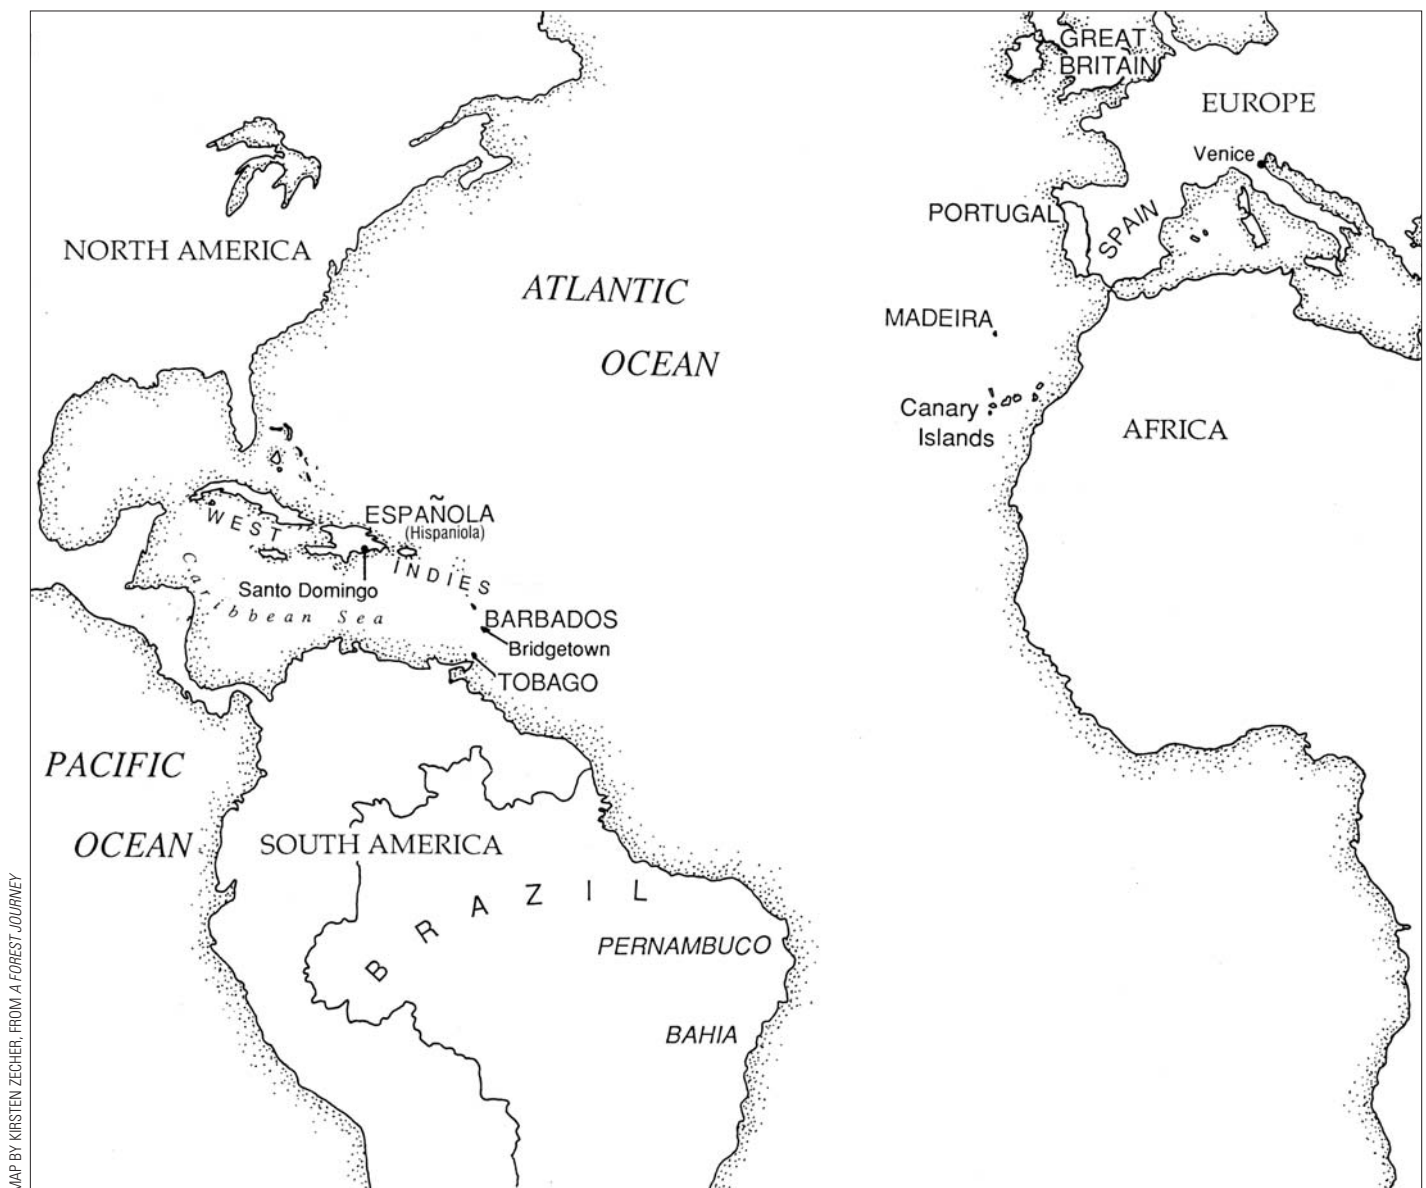 GREAT
BRITAIN
EUROPE
Venice
PORTUGAL
SPAIN
NORTH AMERICA
ATLANTIC
OCEAN
MADEIRA
Canary
Islands
AFRICA
WEST
INDIES
ESPAÑOLA
(Hispaniola)
Santo Domingo
Caribbean Sea
BARBADOS
Bridgetown
TOBAGO
PACIFIC
OCEAN
SOUTH AMERICA
BRAZIL
PERNAMBUCO
BAHIA
MAP BY KIRSTEN ZECHER, FROM A FOREST JOURNEY